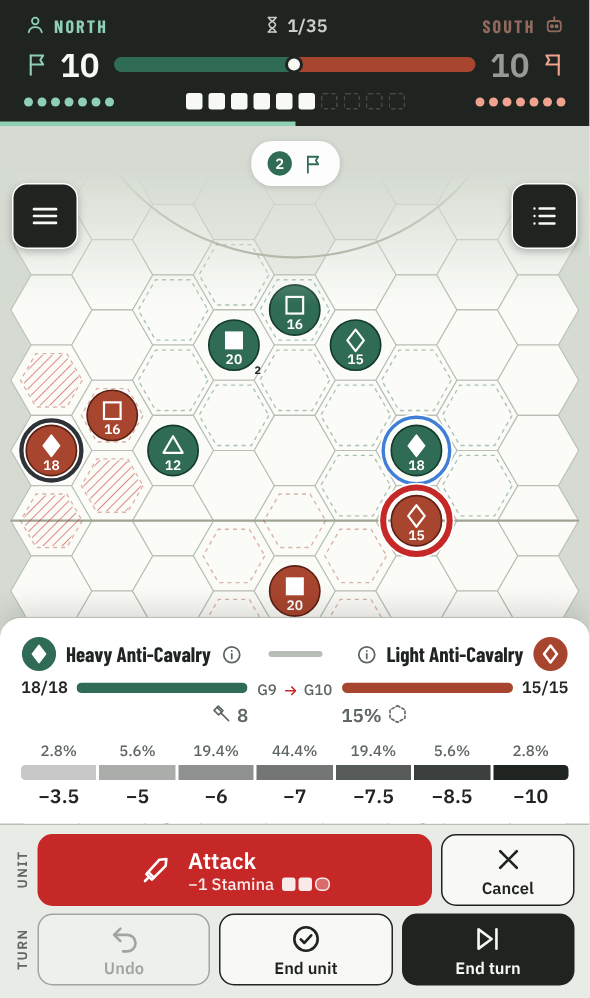 NORTH 1/35 SOUTH
10 10
2
16
20 15
2
16
18 12 18
15
20
Heavy Anti-Cavalry Light Anti-Cavalry
18/18 G9 → G10 15/15
8 15%
2.8% 5.6% 19.4% 44.4% 19.4% 5.6% 2.8%
−3.5 −5 −6 −7 −7.5 −8.5 −10
UNIT
Attack
−1 Stamina
Cancel
TURN
Undo End unit End turn